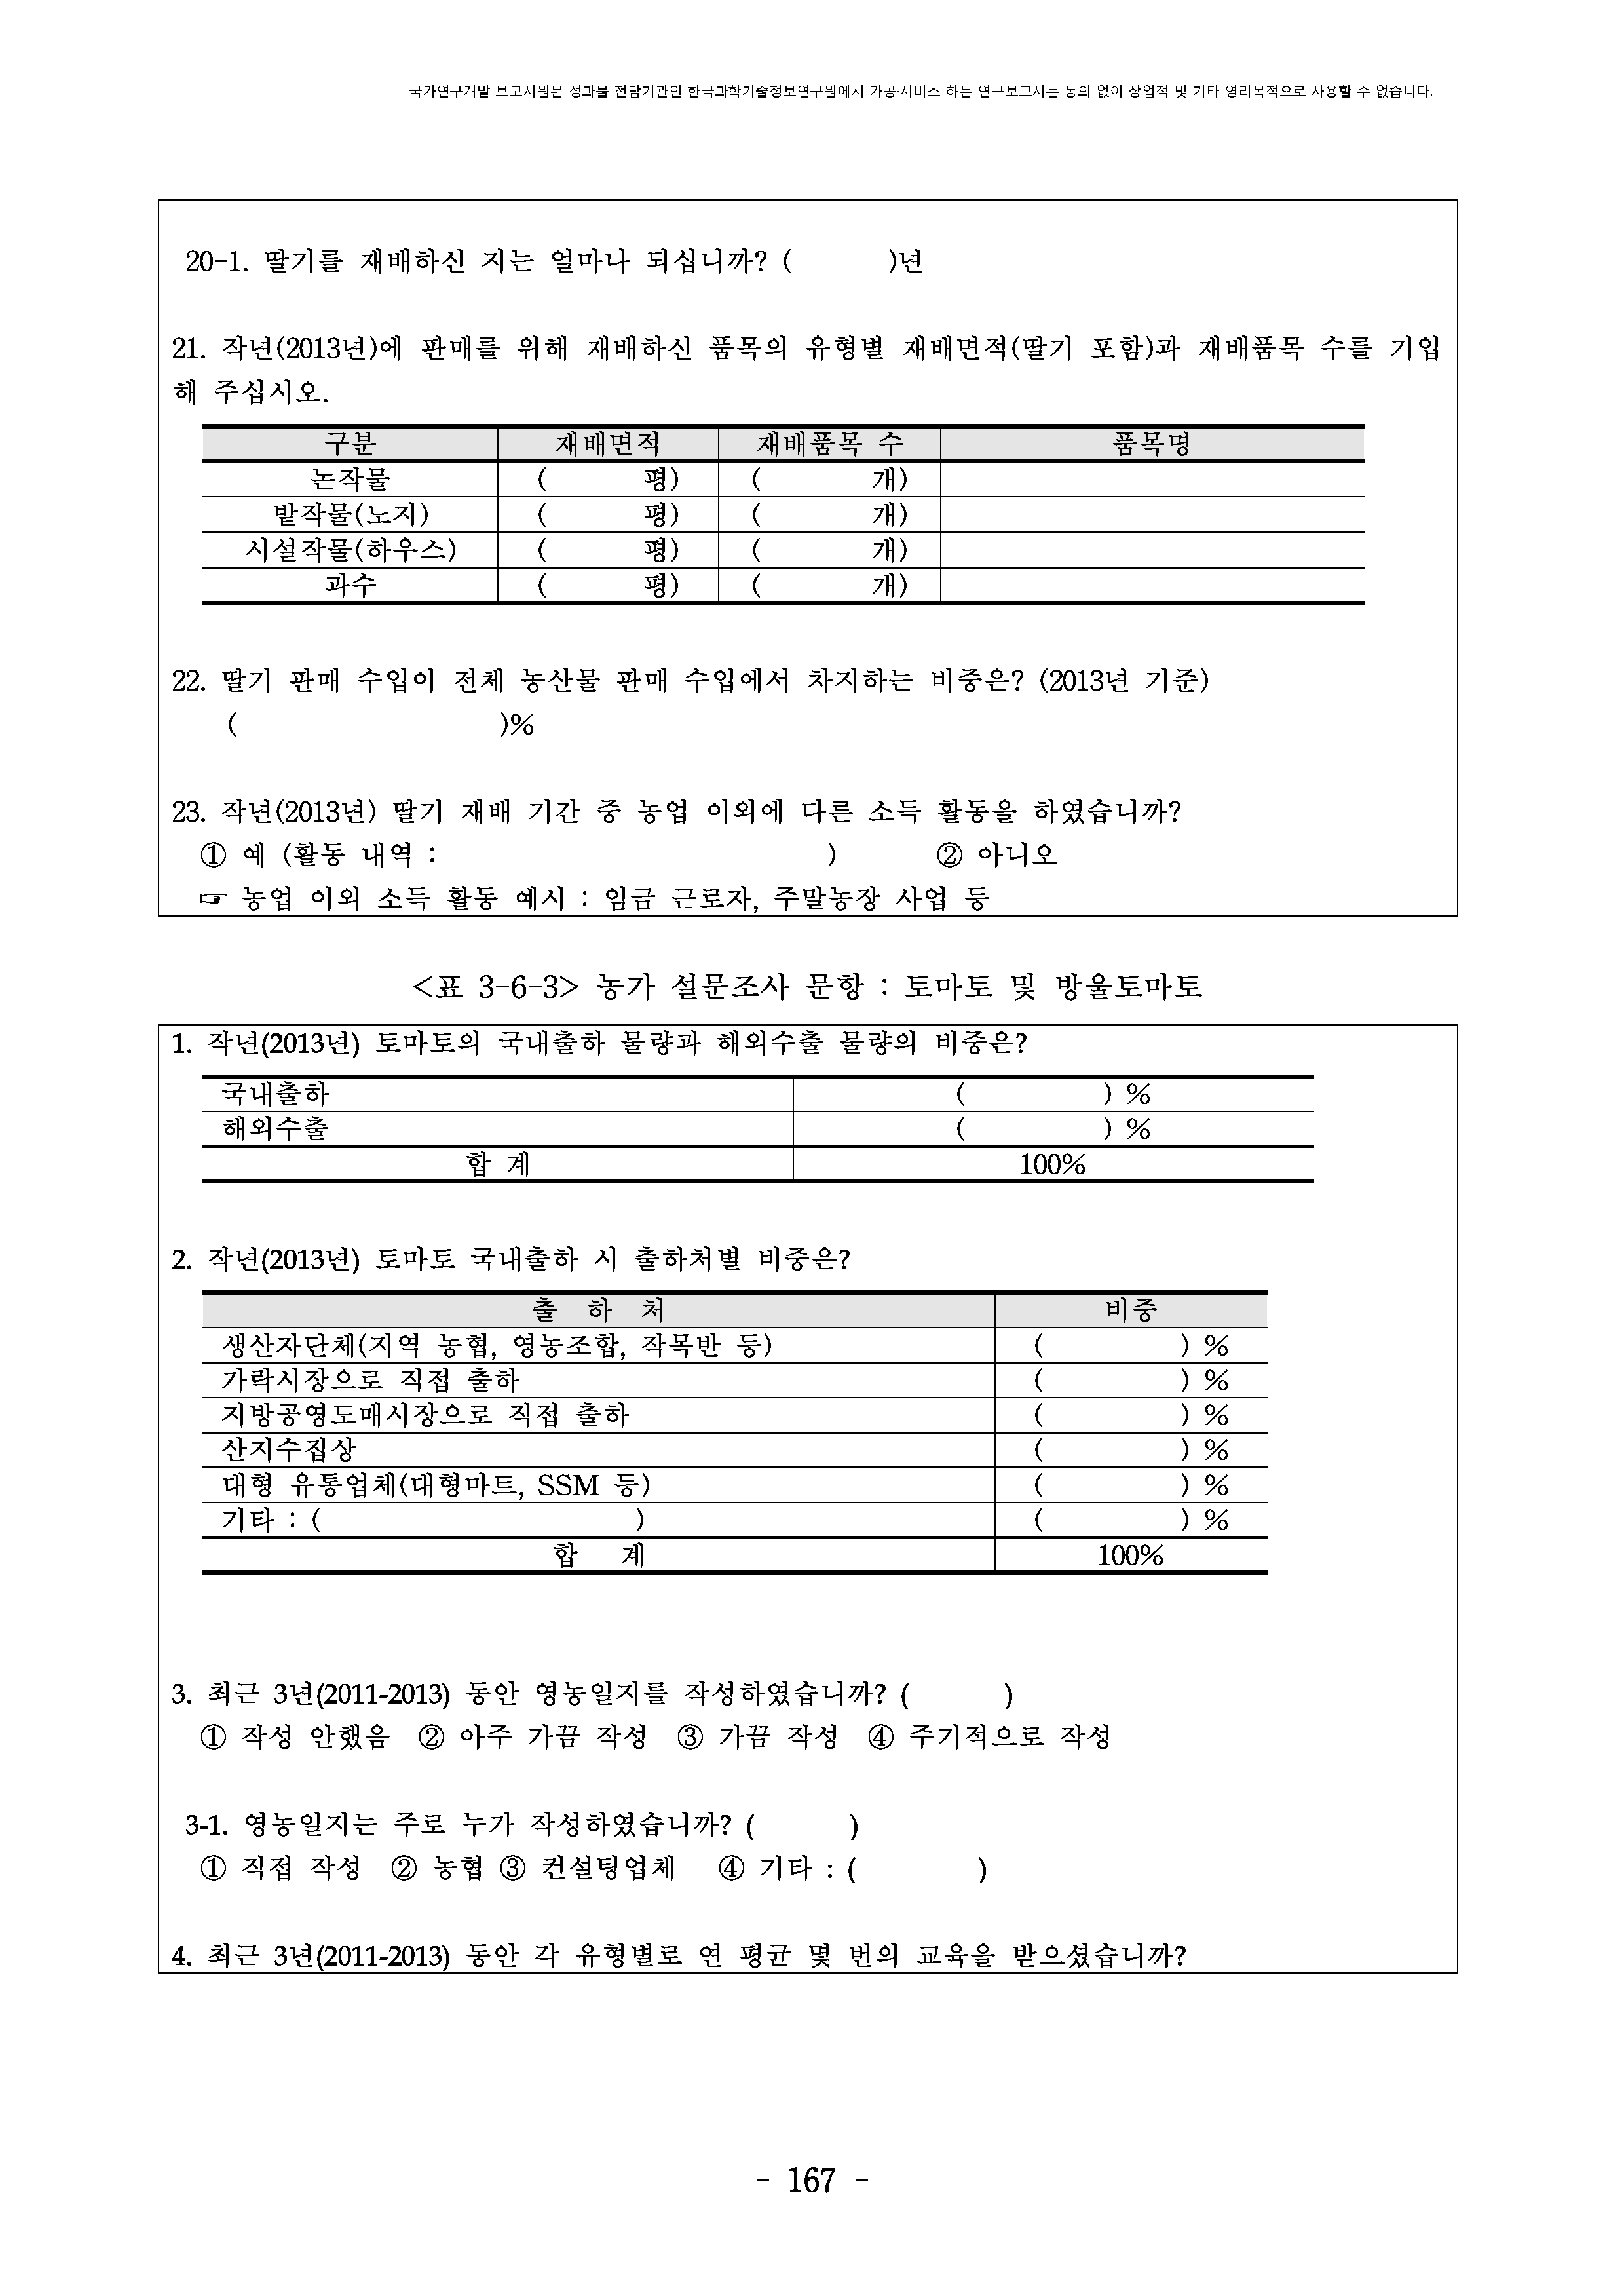 국가연구개발 보고서원문 성과물 전담기관인 한국과학기술정보연구원에서 가공·서비스 하는 연구보고서는 동의 없이 상업적 및 기타 영리목적으로 사용할 수 없습니다.
20-1. 딸기를 재배하신 지는 얼마나 되십니까? (        )년
21. 작년(2013년)에 판매를 위해 재배하신 품목의 유형별 재배면적(딸기 포함)과 재배품목 수를 기입
해 주십시오.
구분 재배면적 재배품목 수 품목명
논작물 (        평) (        개)
밭작물(노지) (        평) (        개)
시설작물(하우스) (        평) (        개)
과수 (        평) (        개)
22. 딸기 판매 수입이 전체 농산물 판매 수입에서 차지하는 비중은? (2013년 기준)
(                    )%
23. 작년(2013년) 딸기 재배 기간 중 농업 이외에 다른 소득 활동을 하였습니까?
① 예 (활동 내역 :                              )        ② 아니오
☞ 농업 이외 소득 활동 예시 : 임금 근로자, 주말농장 사업 등
<표 3-6-3> 농가 설문조사 문항 : 토마토 및 방울토마토
1. 작년(2013년) 토마토의 국내출하 물량과 해외수출 물량의 비중은?
국내출하 (          ) %
해외수출 (          ) %
합 계 100%
2. 작년(2013년) 토마토 국내출하 시 출하처별 비중은?
출 하 처 비중
생산자단체(지역 농협, 영농조합, 작목반 등) (          ) %
가락시장으로 직접 출하 (          ) %
지방공영도매시장으로 직접 출하 (          ) %
산지수집상 (          ) %
대형 유통업체(대형마트, SSM 등) (          ) %
기타 : (                        ) (          ) %
합 계 100%
3. 최근 3년(2011-2013) 동안 영농일지를 작성하였습니까? (        )
① 작성 안했음 ② 아주 가끔 작성 ③ 가끔 작성 ④ 주기적으로 작성
3-1. 영농일지는 주로 누가 작성하였습니까? (        )
① 직접 작성 ② 농협 ③ 컨설팅업체 ④ 기타 : (          )
4. 최근 3년(2011-2013) 동안 각 유형별로 연 평균 몇 번의 교육을 받으셨습니까?
- 167 -